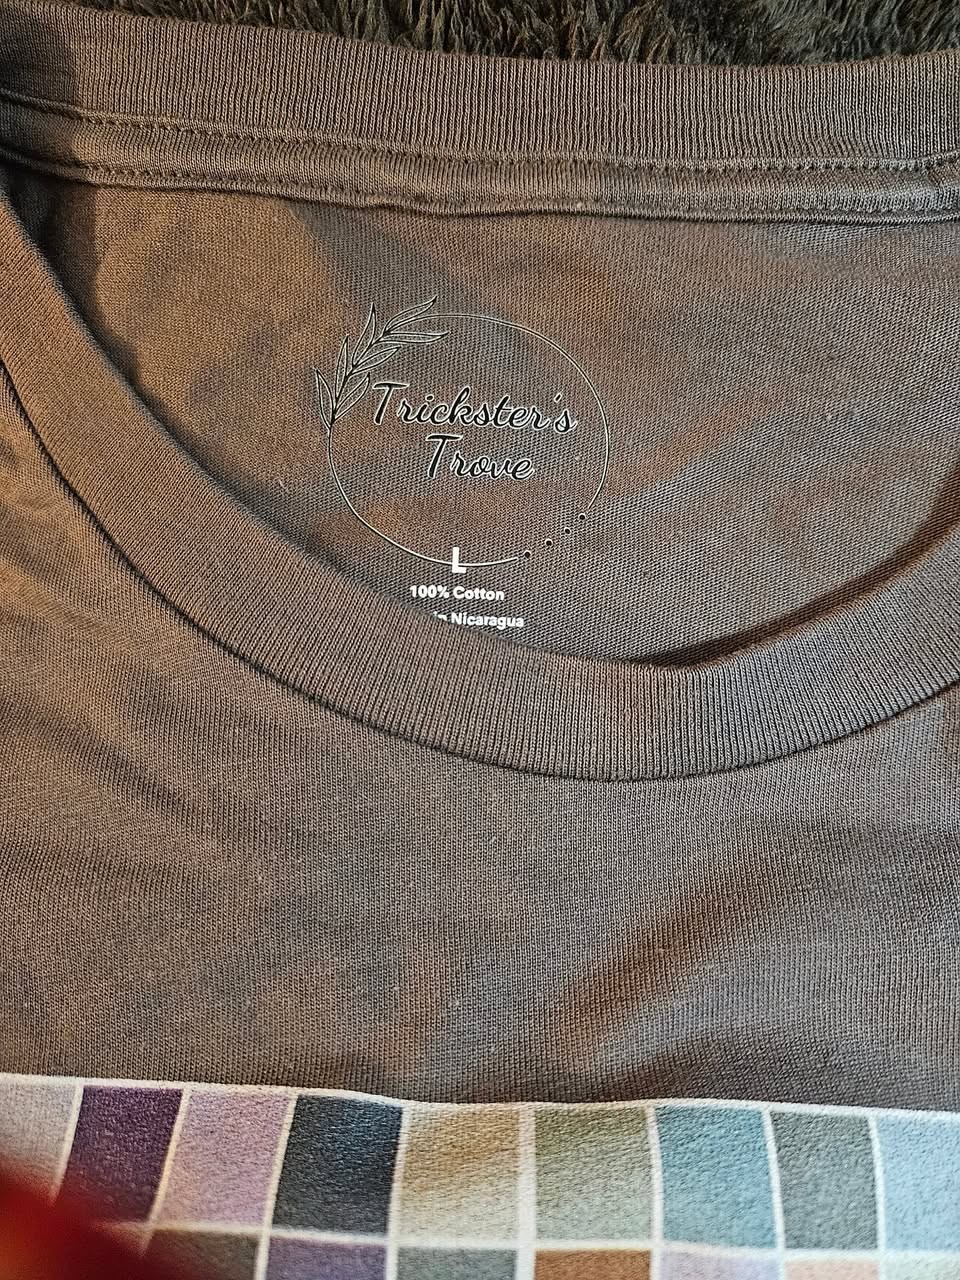 Trickster's
Trove
L
100% Cotton
Nicaragua